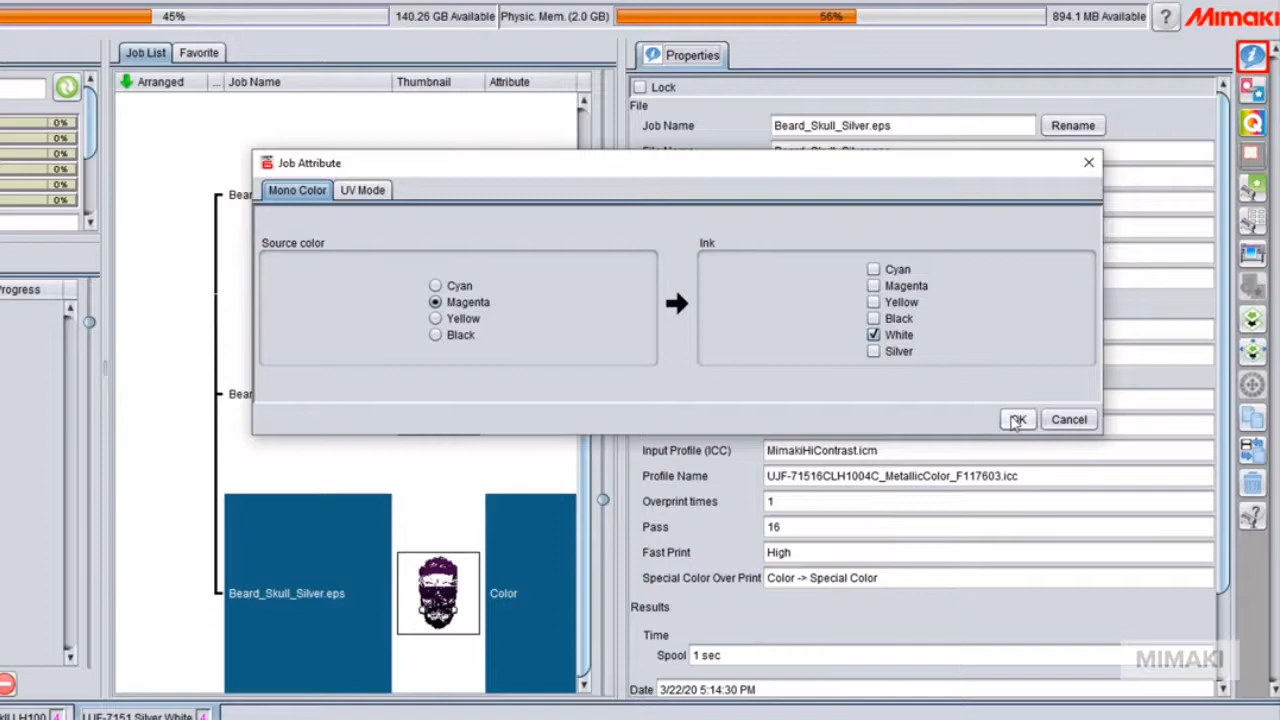 45%
140.26 GB Available
Physic. Mem. (2.0 GB)
56%
894.1 MB Available
?
Mimaki
Job List
Favorite
Properties
Arranged
...
Job Name
Thumbnail
Attribute
Lock
File
Job Name
Beard_Skull_Silver.eps
Rename
0%
0%
0%
0%
0%
0%
Job Attribute
Mono Color
UV Mode
Source color
Cyan
Magenta
Yellow
Black
Ink
Cyan
Magenta
Yellow
Black
White
Silver
OK
Cancel
Input Profile (ICC)
MimakiHiContrast.icm
Profile Name
UJF-71516CLH1004C_MetallicColor_F117603.icc
Overprint times
1
Pass
16
Fast Print
High
Special Color Over Print
Color -> Special Color
Beard_Skull_Silver.eps
Color
Results
Time
Spool
1 sec
Date
3/22/20 5:14:30 PM
MIMAKI
UJF-7151 Silver White
4